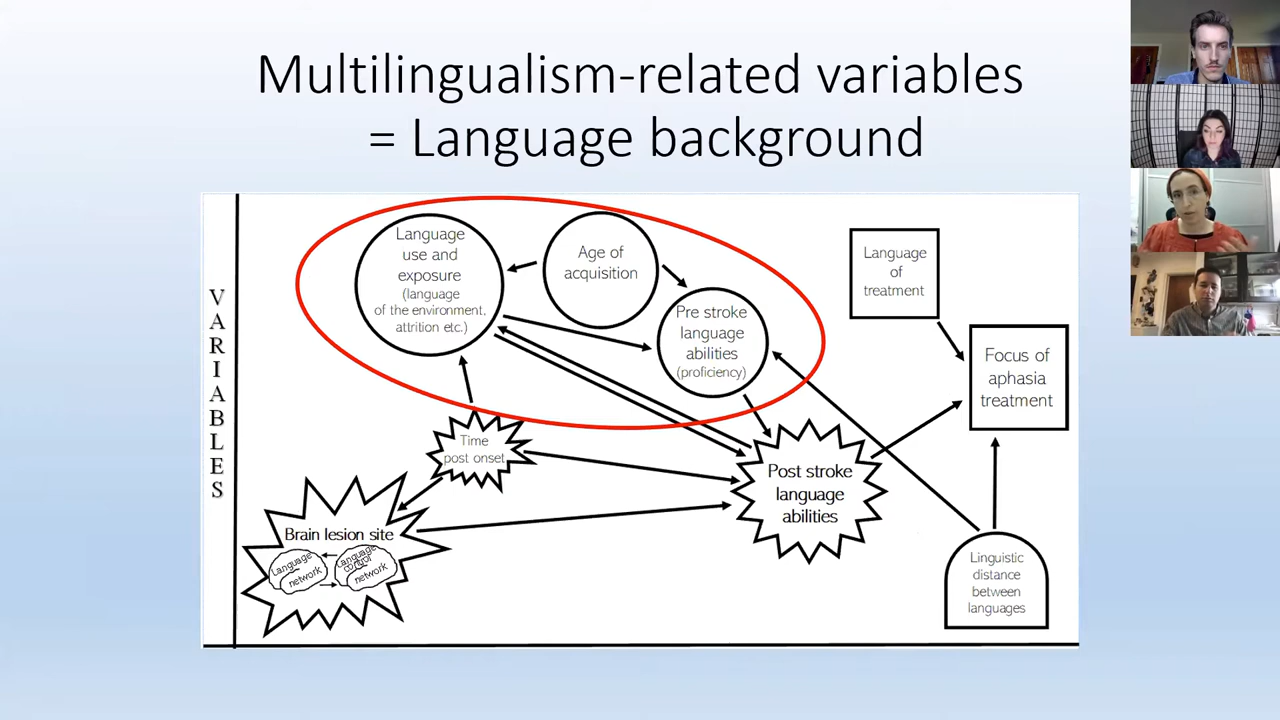 Multilingualism-related variables
= Language background
VARIABLES
Language
use and
exposure
(language
of the environment,
attrition etc.)
Age of
acquisition
Pre stroke
language
abilities
(proficiency)
Language
of
treatment
Focus of
aphasia
treatment
Time
post onset
Post stroke
language
abilities
Brain lesion site
Language
network
Language
control
network
Linguistic
distance
between
languages